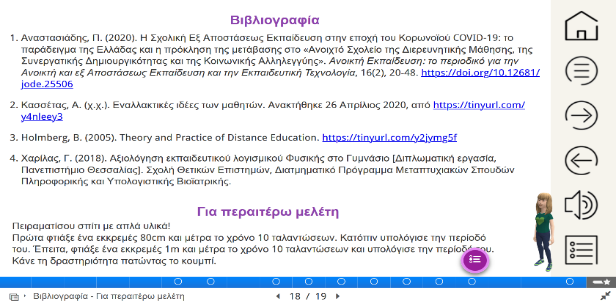 Βιβλιογραφία
1. Αναστασιάδης, Π. (2020). Η Σχολική Εξ Αποστάσεως Εκπαίδευση στην εποχή του Κορωνοϊού COVID-19: το
παράδειγμα της Ελλάδας και η πρόκληση της μετάβασης στο «Ανοιχτό Σχολείο της Διερευνητικής Μάθησης, της
Συνεργατικής Δημιουργικότητας και της Κοινωνικής Αλληλεγγύης». Ανοικτή Εκπαίδευση: το περιοδικό για την
Ανοικτή και εξ Αποστάσεως Εκπαίδευση και την Εκπαιδευτική Τεχνολογία, 16(2), 20-48. https://doi.org/10.12681/
jode.25506
2. Κασσέτας, Α. (χ.χ.). Εναλλακτικές ιδέες των μαθητών. Ανακτήθηκε 26 Απρίλιος 2020, από https://tinyurl.com/
y4nleey3
3. Holmberg, B. (2005). Theory and Practice of Distance Education. https://tinyurl.com/y2jymg5f
4. Χαρίλας, Γ. (2018). Αξιολόγηση εκπαιδευτικού λογισμικού Φυσικής στο Γυμνάσιο [Διπλωματική εργασία,
Πανεπιστήμιο Θεσσαλίας]. Σχολή Θετικών Επιστημών, Διατμηματικό Πρόγραμμα Μεταπτυχιακών Σπουδών
Πληροφορικής και Υπολογιστικής Βιοϊατρικής.
Για περαιτέρω μελέτη
Πειραματίσου σπίτι με απλά υλικά!
Πρώτα φτιάξε ένα εκκρεμές 80cm και μέτρα το χρόνο 10 ταλαντώσεων. Κατόπιν υπολόγισε την περίοδό
του. Έπειτα, φτιάξε ένα εκκρεμές 1m και μέτρα το χρόνο 10 ταλαντώσεων και υπολόγισε την περίοδό του.
Κάνε τη δραστηριότητα πατώντας το κουμπί.
Βιβλιογραφία - Για περαιτέρω μελέτη
18 / 19